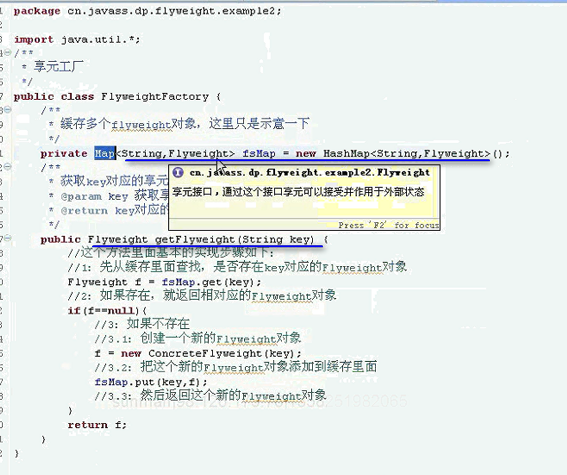 package cn.javass.dp.flyweight.example2;
import java.util.*;
/**
* 享元工厂
*/
public class FlyweightFactory {
/**
* 缓存多个flyweight对象，这里只是示意一下
*/
private Map<String,Flyweight> fsMap = new HashMap<String,Flyweight>();
/**
* 获取key对应的享元
* @param key 获取享
* @return key对应的
*/
cn.javass.dp.flyweight.example2.Flyweight
享元接口，通过这个接口享元可以接受并作用于外部状态
Press 'F2' for focus
public Flyweight getFlyweight(String key) {
//这个方法里面基本的实现步骤如下:
//1: 先从缓存里面查找，是否存在key对应的Flyweight对象
Flyweight f = fsMap.get(key);
//2: 如果存在，就返回相对应的Flyweight对象
if(f==null){
//3: 如果不存在
//3.1: 创建一个新的Flyweight对象
f = new ConcreteFlyweight(key);
//3.2: 把这个新的Flyweight对象添加到缓存里面
fsMap.put(key,f);
//3.3: 然后返回这个新的Flyweight对象
}
return f;
}
}